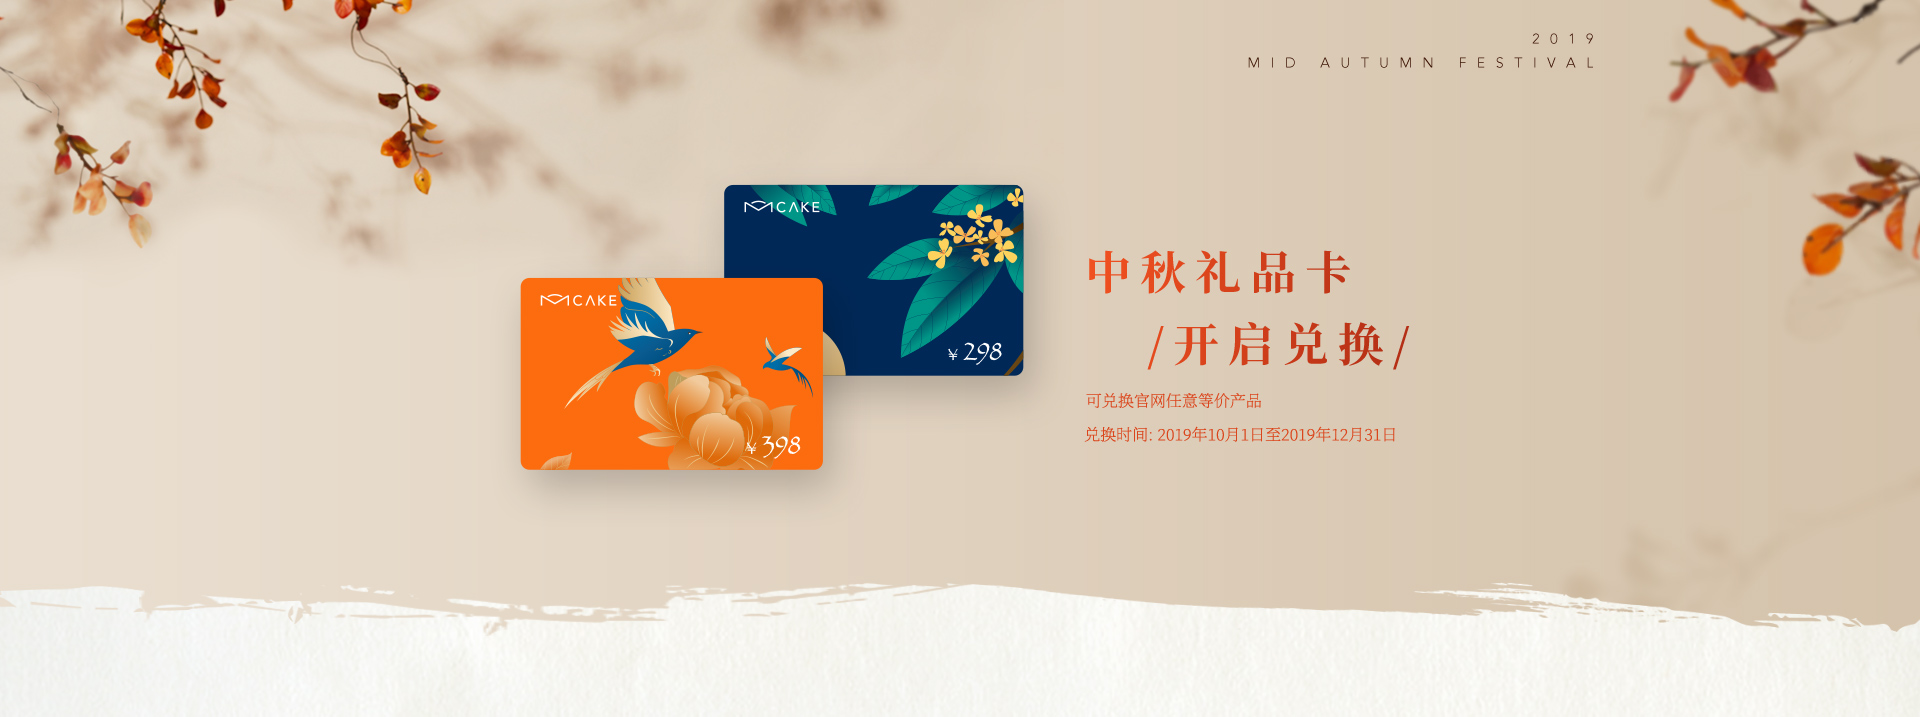 2019
MID AUTUMN FESTIVAL
MCAKE
¥298
MCAKE
¥398
中秋礼品卡
/开启兑换/
可兑换官网任意等价产品
兑换时间: 2019年10月1日至2019年12月31日